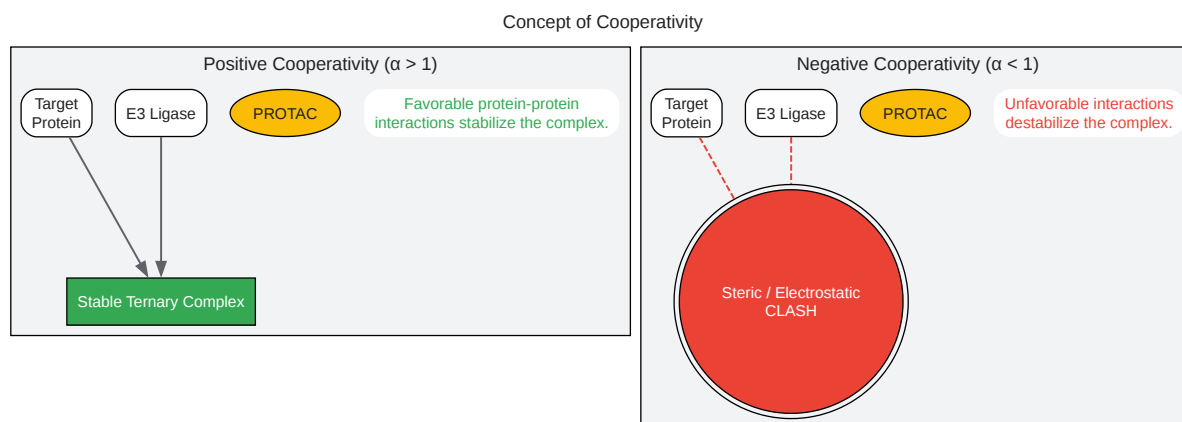 Concept of Cooperativity
Positive Cooperativity (α > 1)
Target
Protein
E3 Ligase
PROTAC
Favorable protein-protein
interactions stabilize the complex.
Stable Ternary Complex
Negative Cooperativity (α < 1)
Target
Protein
E3 Ligase
PROTAC
Unfavorable interactions
destabilize the complex.
Steric / Electrostatic
CLASH